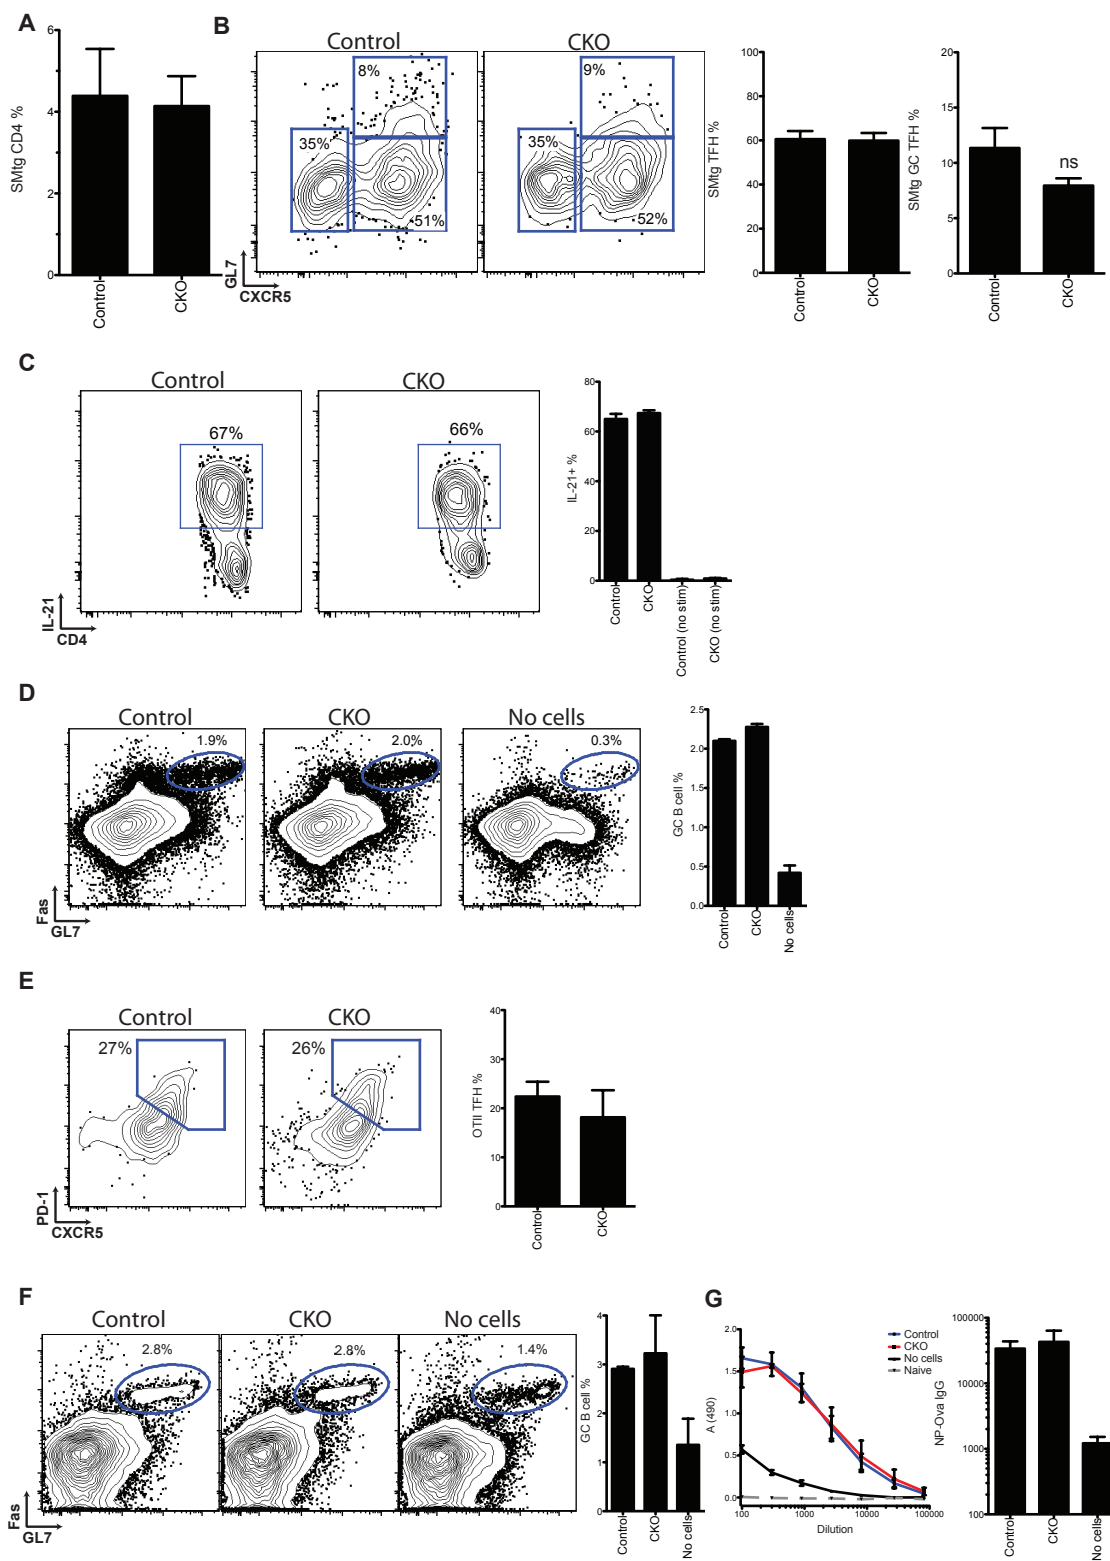 A
SMtg CD4 %
6
4
2
0
Control
CKO
B
Control
CKO
8%
35%
51%
9%
35%
52%
GL7
CXCR5
SMtg TFH %
100
80
60
40
20
0
Control
CKO
SMtg GC TFH %
20
15
10
5
0
ns
Control
CKO
C
Control
CKO
67%
66%
IL-21
CD4
IL-21+ %
80
60
40
20
0
Control
CKO
Control (no stim)
CKO (no stim)
D
Control
CKO
No cells
1.9%
2.0%
0.3%
Fas
GL7
GC B cell %
2.5
2.0
1.5
1.0
0.5
0.0
Control
CKO
No cells
E
Control
CKO
27%
26%
PD-1
CXCR5
OTII TFH %
40
30
20
10
0
Control
CKO
F
Control
CKO
No cells
2.8%
2.8%
1.4%
Fas
GL7
GC B cell %
4
3
2
1
0
Control
CKO
No cells
G
A (490)
2.0
1.5
1.0
0.5
0.0
100
1000
10000
100000
Dilution
Control
CKO
No cells
Naive
NP-Ova IgG
100000
10000
1000
100
Control
CKO
No cells